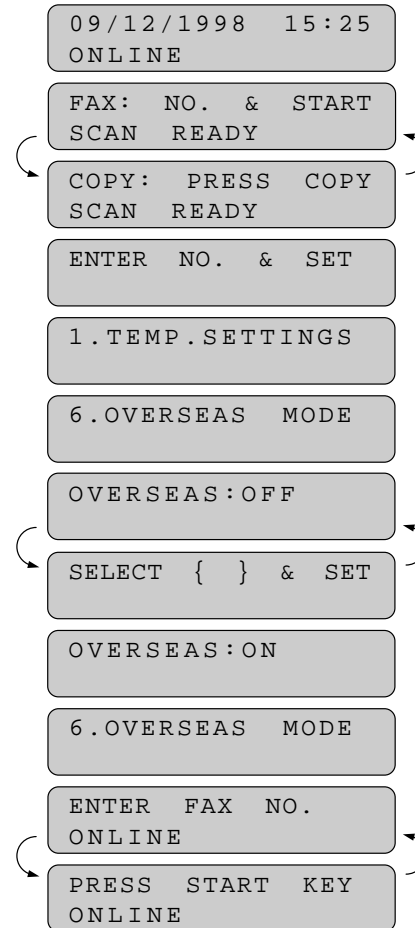 09/12/1998 15:25
ONLINE
FAX: NO. & START
SCAN READY
COPY: PRESS COPY
SCAN READY
ENTER NO. & SET
1.TEMP.SETTINGS
6.OVERSEAS MODE
OVERSEAS:OFF
SELECT { } & SET
OVERSEAS:ON
6.OVERSEAS MODE
ENTER FAX NO.
ONLINE
PRESS START KEY
ONLINE